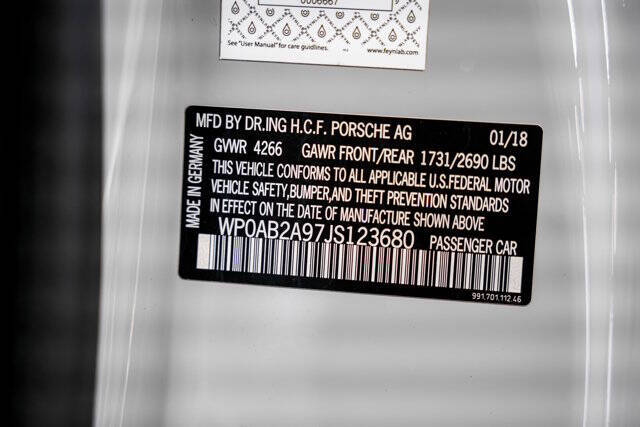 0006667
See "User Manual" for care guidlines.
www.feynlab.com
MADE IN GERMANY
MFD BY DR.ING H.C.F. PORSCHE AG 01/18
GVWR 4266 GAWR FRONT/REAR 1731/2690 LBS
THIS VEHICLE CONFORMS TO ALL APPLICABLE U.S.FEDERAL MOTOR
VEHICLE SAFETY,BUMPER,AND THEFT PREVENTION STANDARDS
IN EFFECT ON THE DATE OF MANUFACTURE SHOWN ABOVE
WP0AB2A97JS123680 PASSENGER CAR
991.701.112.46